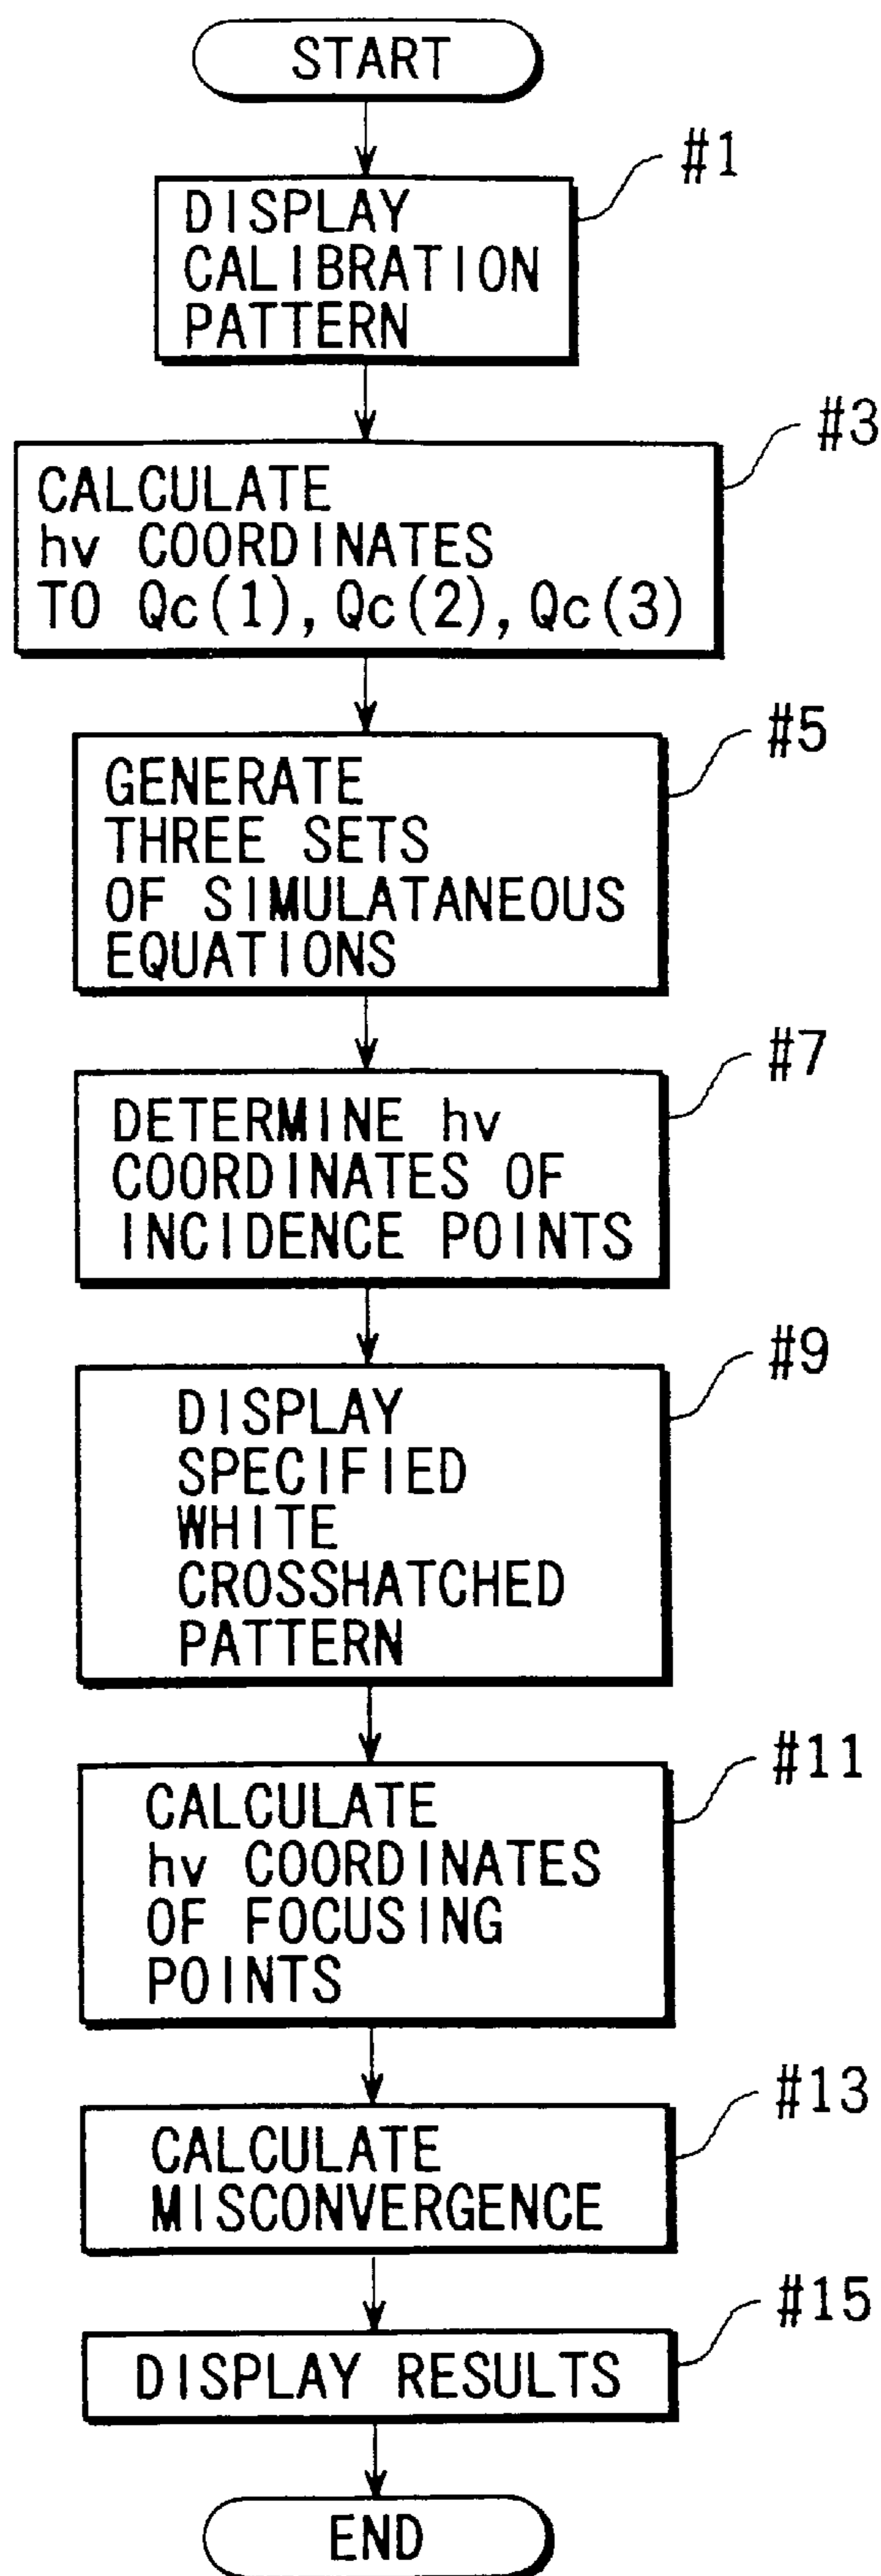 START
#1
DISPLAY
CALIBRATION
PATTERN
#3
CALCULATE
hv COORDINATES
TO Qc(1), Qc(2), Qc(3)
#5
GENERATE
THREE SETS
OF SIMULATANEOUS
EQUATIONS
#7
DETERMINE hv
COORDINATES OF
INCIDENCE POINTS
#9
DISPLAY
SPECIFIED
WHITE
CROSSHATCHED
PATTERN
#11
CALCULATE
hv COORDINATES
OF FOCUSING
POINTS
#13
CALCULATE
MISCONVERGENCE
#15
DISPLAY RESULTS
END